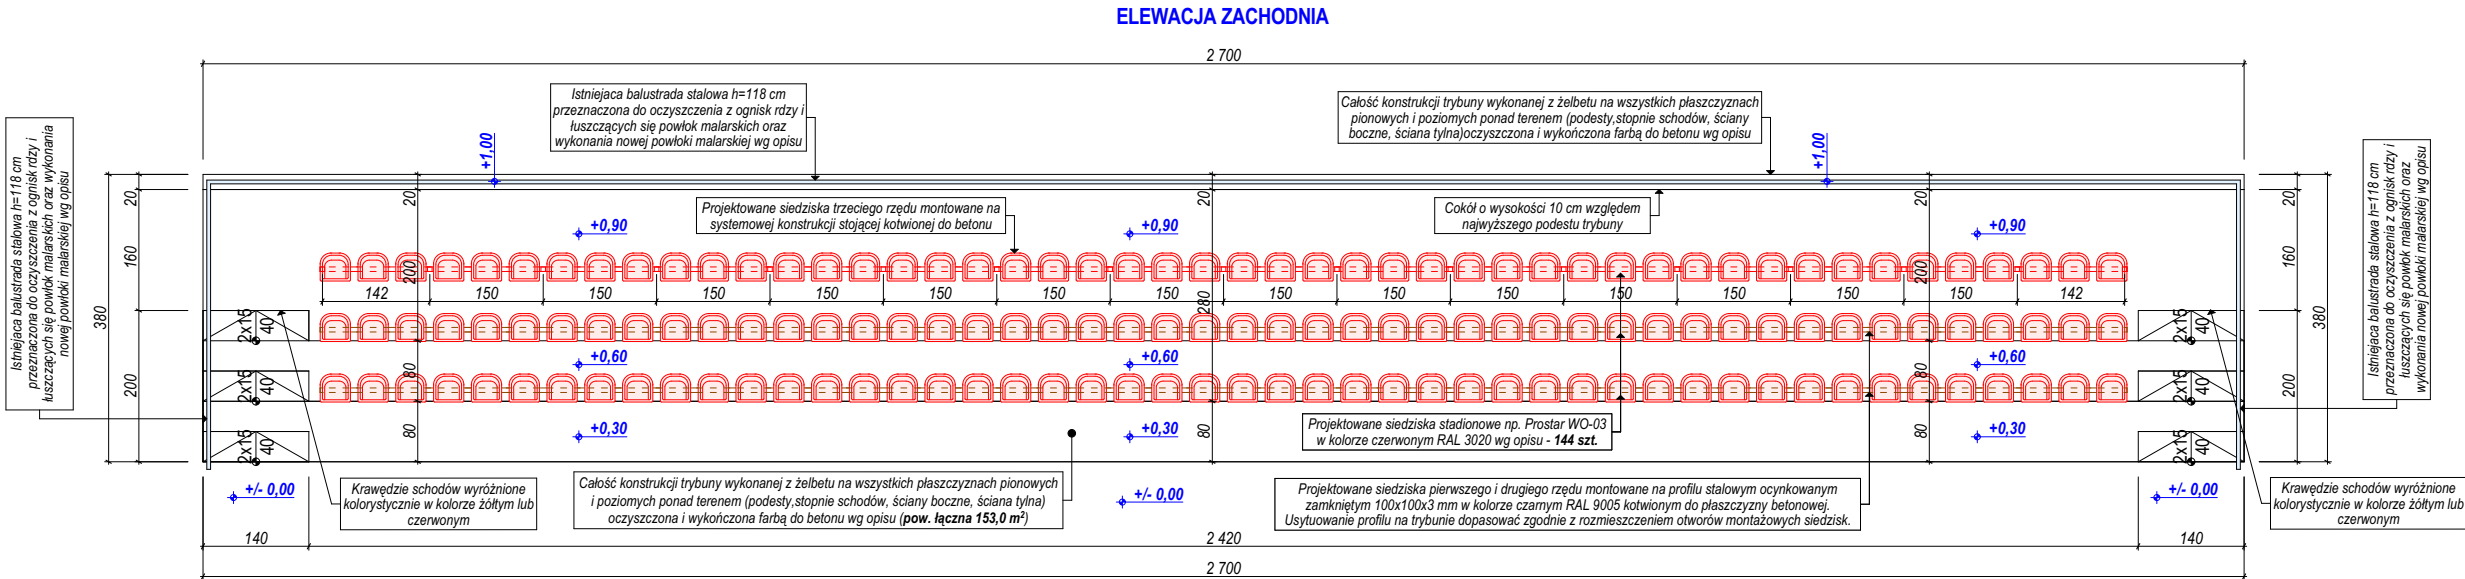 ELEWACJA ZACHODNIA
2 700
Istniejaca balustrada stalowa h=118 cm
przeznaczona do oczyszczenia z ognisk rdzy i
łuszczących się powłok malarskich oraz
wykonania nowej powłoki malarskiej wg opisu
Całość konstrukcji trybuny wykonanej z żelbetu na wszystkich płaszczyznach
pionowych i poziomych ponad terenem (podesty,stopnie schodów, ściany
boczne, ściana tylna)oczyszczona i wykończona farbą do betonu wg opisu
Istniejaca balustrada stalowa h=118 cm
przeznaczona do oczyszczenia z ognisk rdzy i
łuszczących się powłok malarskich oraz wykonania
nowej powłoki malarskiej wg opisu
Istniejaca balustrada stalowa h=118 cm
przeznaczona do oczyszczenia z ognisk rdzy i
łuszczących się powłok malarskich oraz
wykonania nowej powłoki malarskiej wg opisu
+1,00
+1,00
20
20
20
20
20
Projektowane siedziska trzeciego rzędu montowane na
systemowej konstrukcji stojącej kotwionej do betonu
Cokół o wysokości 10 cm względem
najwyższego podestu trybuny
+0,90
+0,90
+0,90
380
160
200
280
200
160
380
142
150
150
150
150
150
150
150
150
150
150
150
150
150
150
142
2x15
40
2x15
40
+0,60
+0,60
+0,60
200
2x15
40
80
80
80
2x15
40
200
+0,30
+0,30
+0,30
2x15
40
80
80
80
2x15
40
Projektowane siedziska stadionowe np. Prostar WO-03
w kolorze czerwonym RAL 3020 wg opisu - 144 szt.
+/- 0,00
+/- 0,00
+/- 0,00
Krawędzie schodów wyróżnione
kolorystycznie w kolorze żółtym lub
czerwonym
Całość konstrukcji trybuny wykonanej z żelbetu na wszystkich płaszczyznach pionowych
i poziomych ponad terenem (podesty,stopnie schodów, ściany boczne, ściana tylna)
oczyszczona i wykończona farbą do betonu wg opisu (pow. łączna 153,0 m²)
Projektowane siedziska pierwszego i drugiego rzędu montowane na profilu stalowym ocynkowanym
zamkniętym 100x100x3 mm w kolorze czarnym RAL 9005 kotwionym do płaszczyzny betonowej.
Usytuowanie profilu na trybunie dopasować zgodnie z rozmieszczeniem otworów montażowych siedzisk.
Krawędzie schodów wyróżnione
kolorystycznie w kolorze żółtym lub
czerwonym
140
2 420
140
2 700